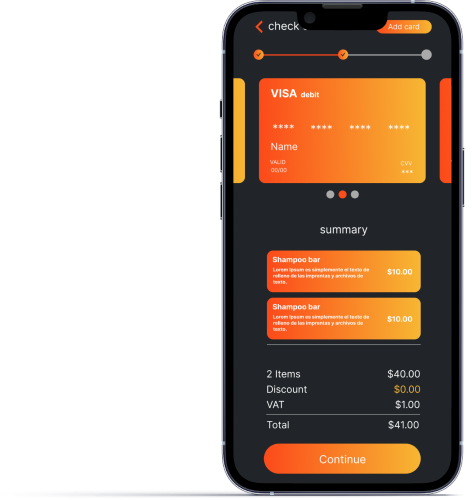 check
Add card
VISA debit
**** **** **** ****
Name
VALID CVV
00/00 ***
summary
Shampoo bar
Lorem Ipsum es simplemente el texto de
relleno de las imprentas y archivos de
texto.
$10.00
Shampoo bar
Lorem Ipsum es simplemente el texto de
relleno de las imprentas y archivos de
texto.
$10.00
2 Items $40.00
Discount $0.00
VAT $1.00
Total $41.00
Continue